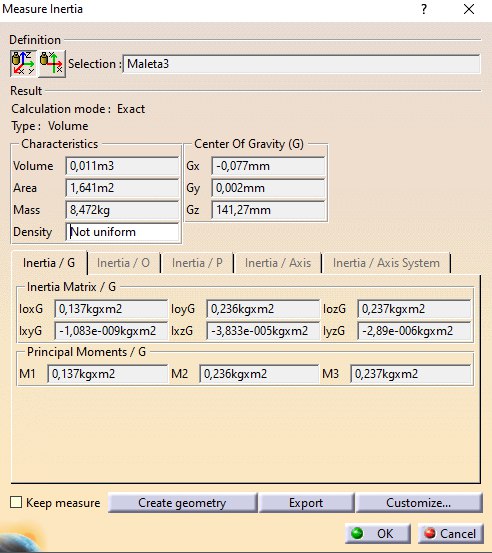 Measure Inertia ? ×
Definition
Selection : Maleta3
Result
Calculation mode : Exact
Type : Volume
Characteristics
Volume 0,011m3
Area 1,641m2
Mass 8,472kg
Density Not uniform
Center Of Gravity (G)
Gx -0,077mm
Gy 0,002mm
Gz 141,27mm
Inertia / G Inertia / O Inertia / P Inertia / Axis Inertia / Axis System
Inertia Matrix / G
IoxG 0,137kgxm2 IoyG 0,236kgxm2 IozG 0,237kgxm2
IxyG -1,083e-009kgxm2 IxzG -3,833e-005kgxm2 IyzG -2,89e-006kgxm2
Principal Moments / G
M1 0,137kgxm2 M2 0,236kgxm2 M3 0,237kgxm2
Keep measure Create geometry Export Customize...
OK Cancel